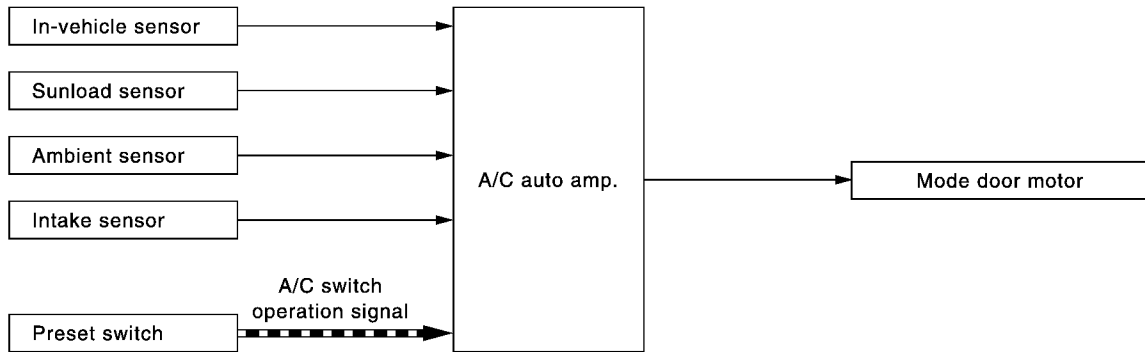 In-vehicle sensor
Sunload sensor
Ambient sensor
Intake sensor
A/C switch
operation signal
Preset switch
A/C auto amp.
Mode door motor